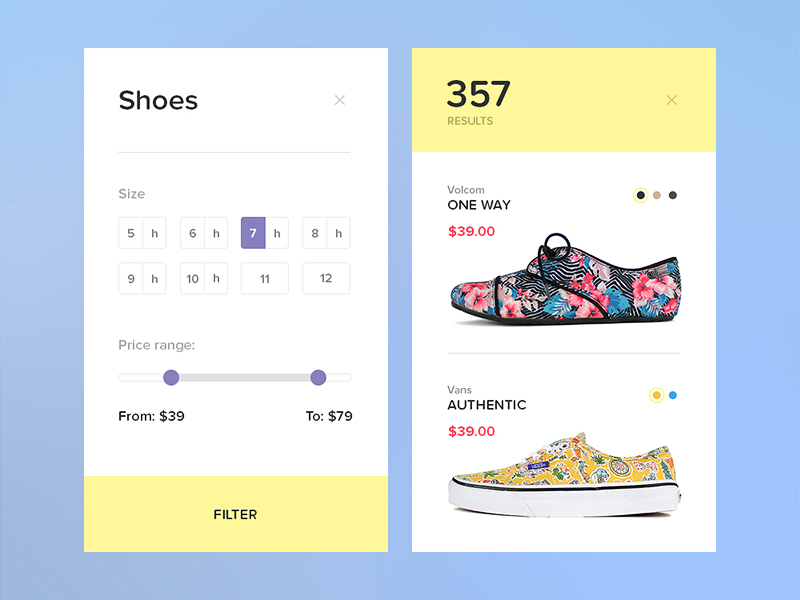 Shoes
Size
5 h 6 h 7 h 8 h
9 h 10 h 11 12
Price range:
From: $39 To: $79
FILTER
357
RESULTS
Volcom
ONE WAY
$39.00
Vans
AUTHENTIC
$39.00